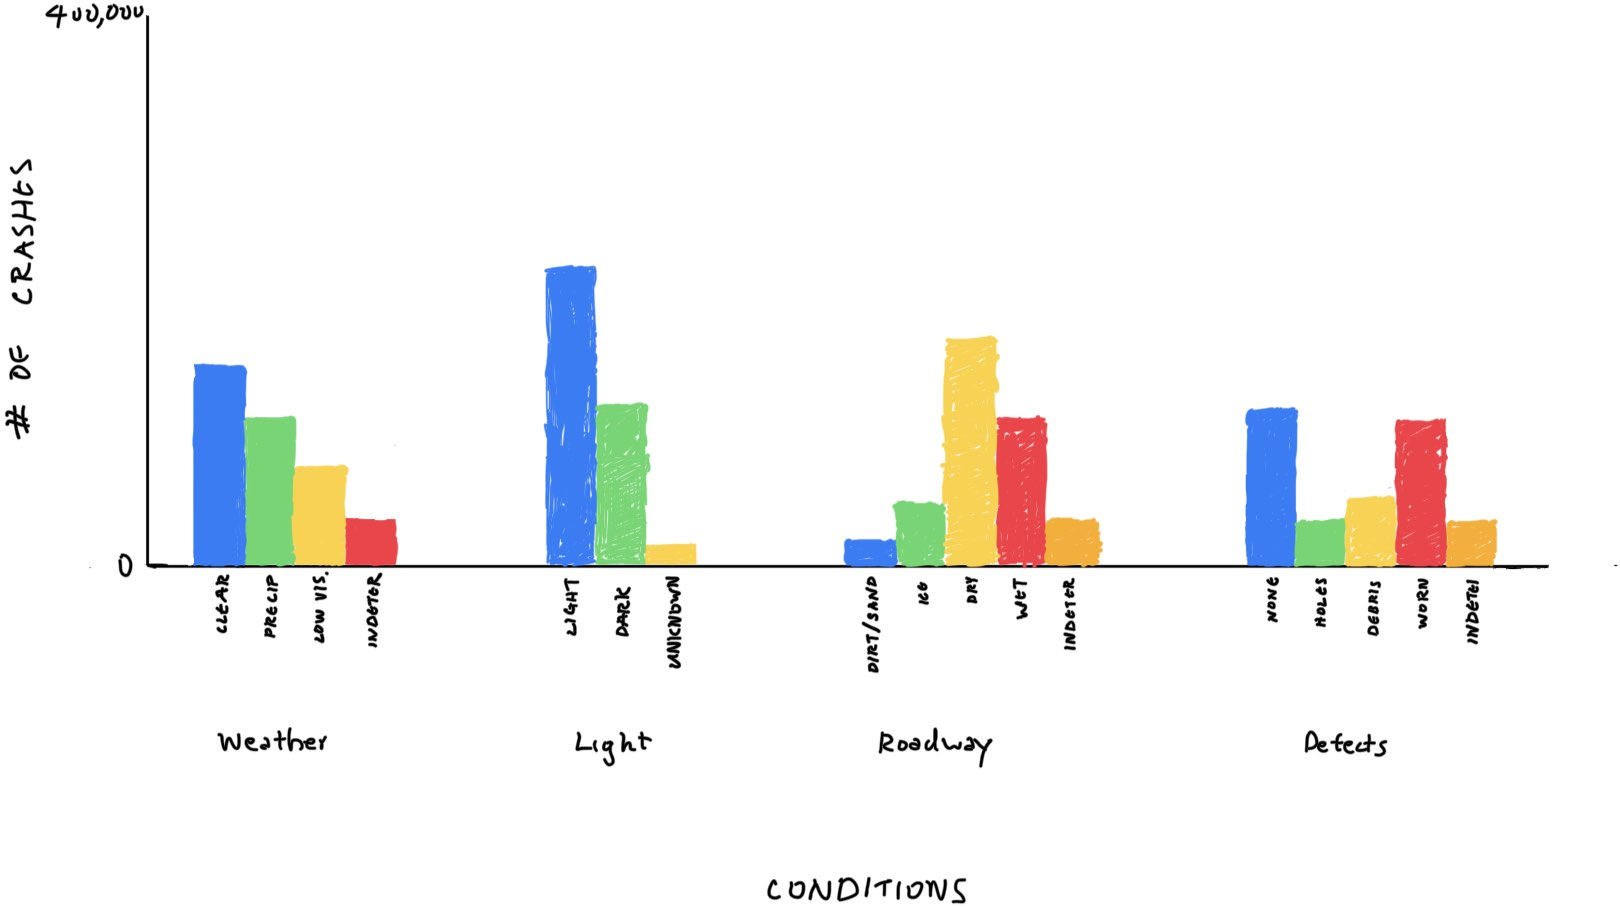 400,000
# OF CRASHES
0
CLEAR
PRECIP
LOW VIS.
INDETER
LIGHT
DARK
UNKNOWN
DIRT/SAND
ICE
DRY
WET
INDETER
NONE
HOLES
DEBRIS
WORN
INDETEI
Weather
Light
Roadway
Defects
CONDITIONS